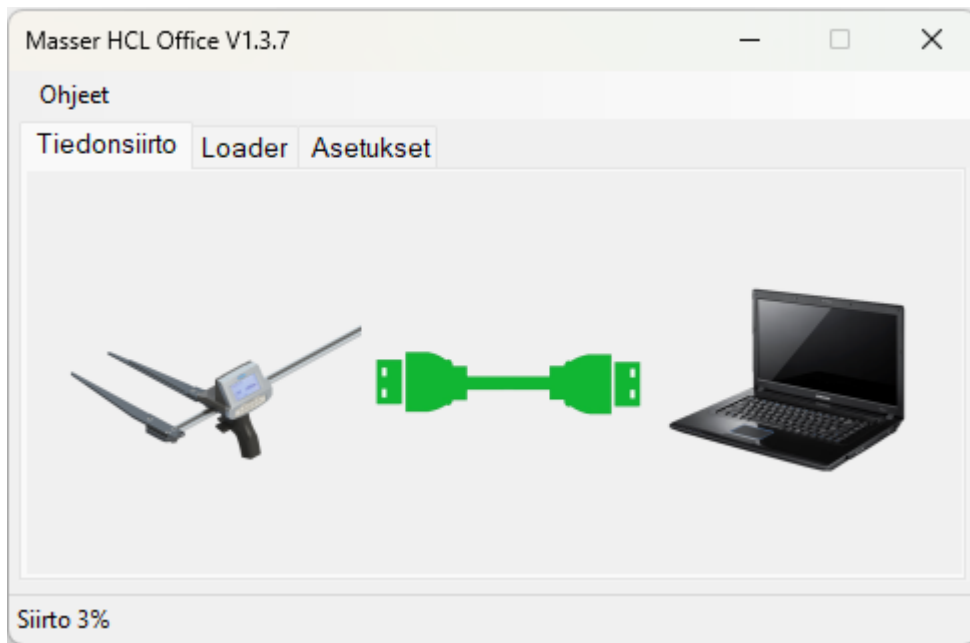 Masser HCL Office V1.3.7
Ohjeet
Tiedonsiirto Loader Asetukset
Siirto 3%